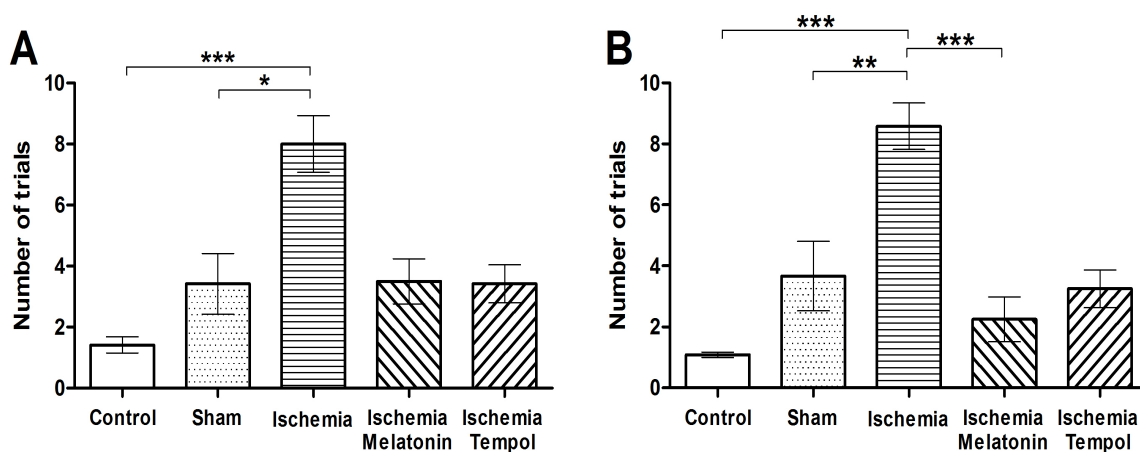 A
***
*
Number of trials
10
8
6
4
2
0
Control
Sham
Ischemia
Ischemia
Melatonin
Ischemia
Tempol
B
***
***
**
Number of trials
10
8
6
4
2
0
Control
Sham
Ischemia
Ischemia
Melatonin
Ischemia
Tempol